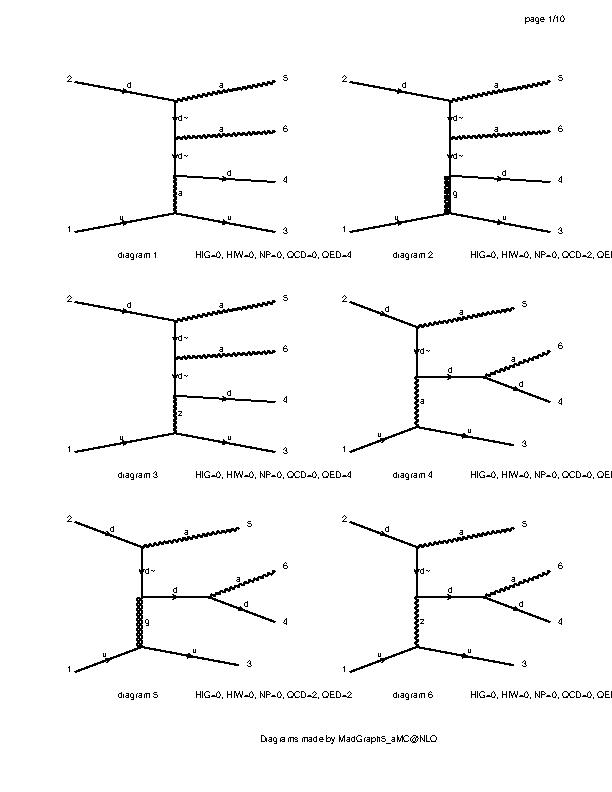 page 1/10
2 d a 5
d~
a 6
d~
d 4
a
1 u u 3
diagram 1 HIG=0, HIW=0, NP=0, QCD=0, QED=4
2 d a 5
d~
a 6
d~
d 4
g
1 u u 3
diagram 2 HIG=0, HIW=0, NP=0, QCD=2, QED
2 d a 5
d~
a 6
d~
d 4
z
1 u u 3
diagram 3 HIG=0, HIW=0, NP=0, QCD=0, QED=4
2 d a 5
d~
a 6
d
d 4
a
1 u u 3
diagram 4 HIG=0, HIW=0, NP=0, QCD=0, QED
2 d a 5
d~
a 6
d
d 4
g
1 u u 3
diagram 5 HIG=0, HIW=0, NP=0, QCD=2, QED=2
2 d a 5
d~
a 6
d
d 4
z
1 u u 3
diagram 6 HIG=0, HIW=0, NP=0, QCD=0, QED
Diagrams made by MadGraph5_aMC@NLO